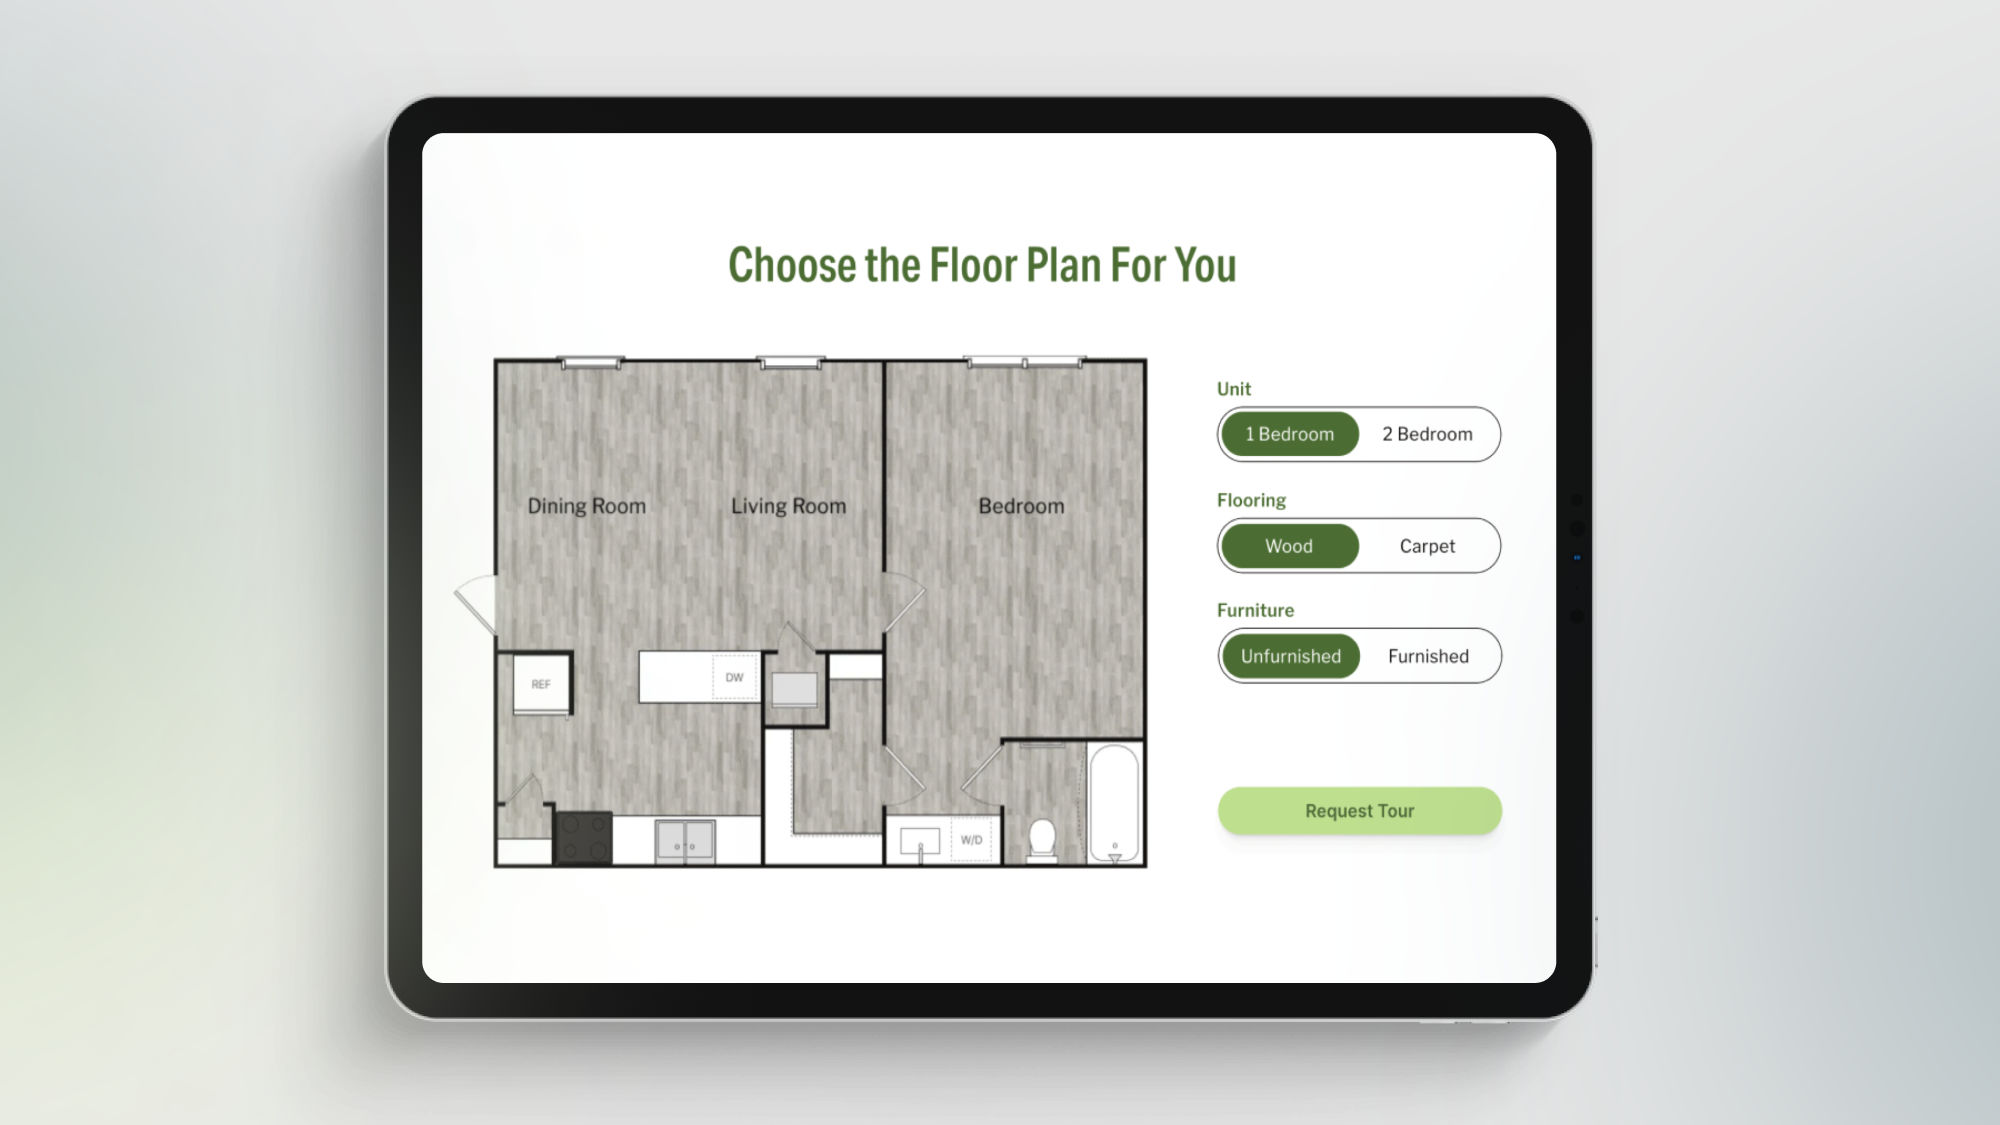 Choose the Floor Plan For You
Dining Room
Living Room
Bedroom
REF
DW
W/D
Unit
1 Bedroom
2 Bedroom
Flooring
Wood
Carpet
Furniture
Unfurnished
Furnished
Request Tour